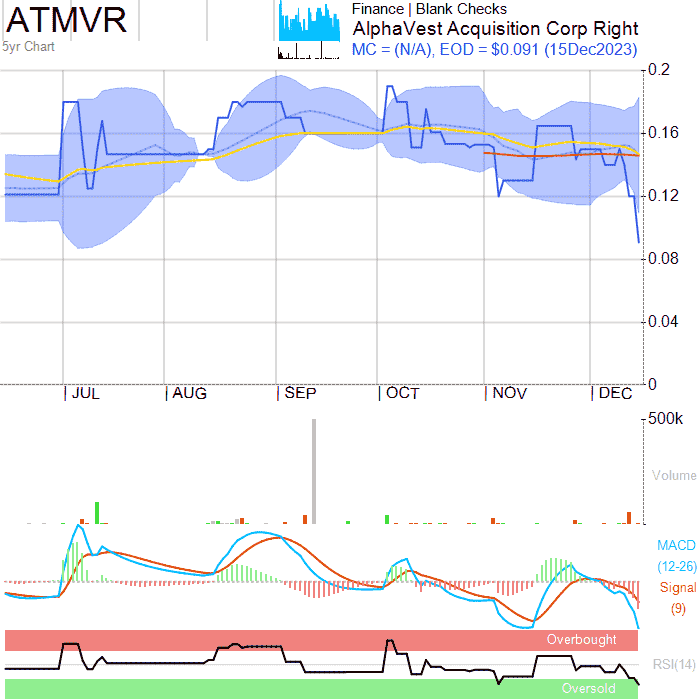 ATMVR
5yr Chart
Finance | Blank Checks
AlphaVest Acquisition Corp Right
MC = (N/A), EOD = $0.091 (15Dec2023)
0.2
0.16
0.12
0.08
0.04
0
JUL AUG SEP OCT NOV DEC
500k
Volume
MACD
(12-26)
Signal
(9)
Overbought
RSI(14)
Oversold